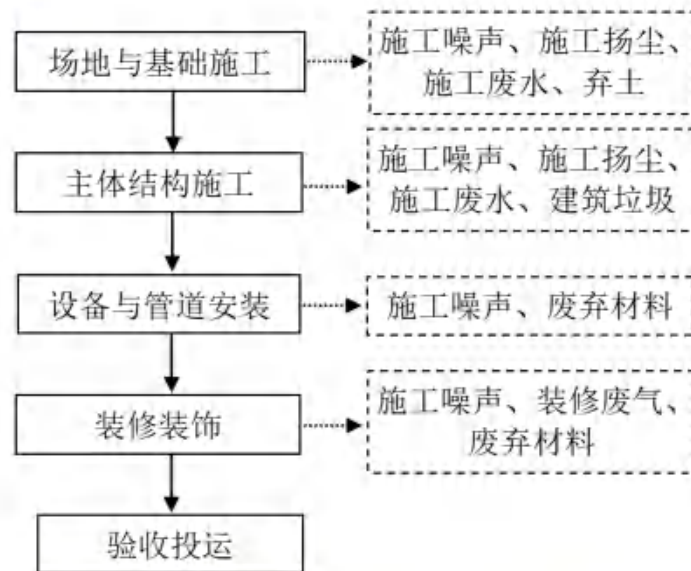 场地与基础施工
施工噪声、施工扬尘、
施工废水、弃土
主体结构施工
施工噪声、施工扬尘、
施工废水、建筑垃圾
设备与管道安装
施工噪声、废弃材料
装修装饰
施工噪声、装修废气、
废弃材料
验收投运